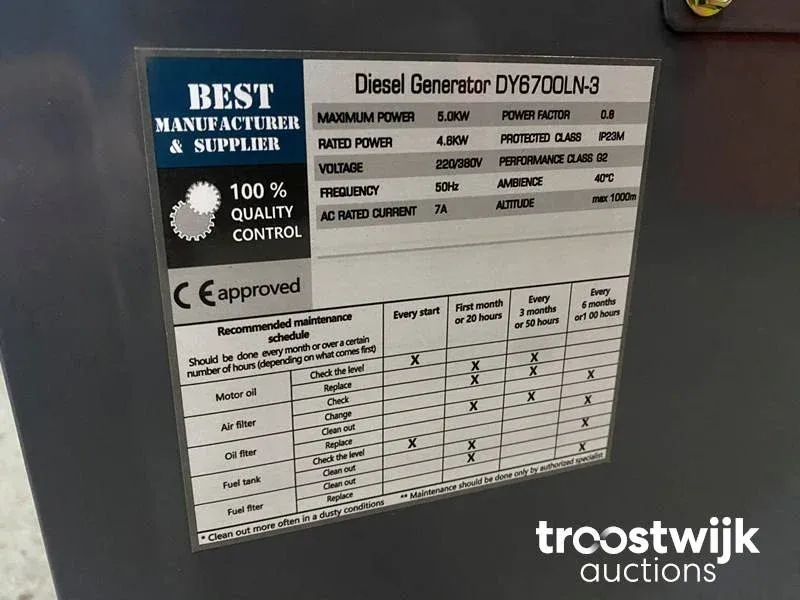 BEST
MANUFACTURER
& SUPPLIER
100 %
QUALITY
CONTROL
CE approved
Diesel Generator DY6700LN-3
MAXIMUM POWER 5.0KW POWER FACTOR 0.8
RATED POWER 4.6KW PROTECTED CLASS IP23M
VOLTAGE 220/380V PERFORMANCE CLASS G2
FREQUENCY 50Hz AMBIENCE 40°C
AC RATED CURRENT 7A ALTITUDE max 1000m
Recommended maintenance
schedule
Should be done every month or over a certain
number of hours (depending on what comes first)
Every start
First month
or 20 hours
Every
3 months
or 50 hours
Every
6 months
or1 00 hours
Motor oil
Check the level X X
Replace X X
Air filter
Check X X
Change X
Clean out X
Oil flter
Replace X
Fuel tank
Check the level X X
Clean out X
Fuel flter
Clean out X
Replace
* Clean out more often in a dusty conditions ** Maintenance should be done only by authorized specialist
troostwijk
auctions